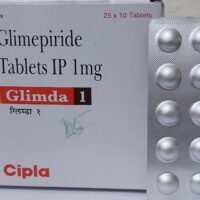 25 x 10 Tablets
Glimepiride
Tablets IP 1mg
Glimda 1
ग्लिम्डा १
Cipla